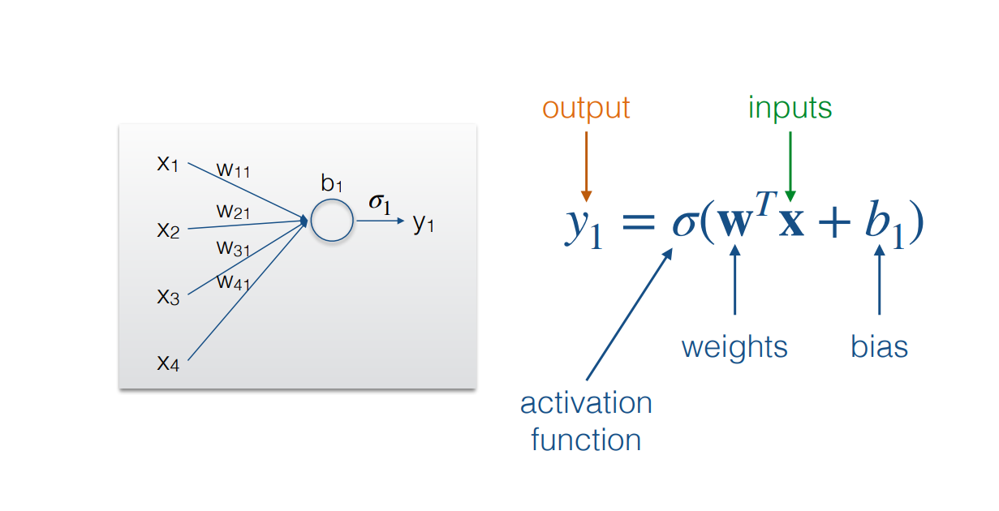 x₁
w₁₁
x₂
w₂₁
w₃₁
x₃
w₄₁
x₄
b₁
σ₁
y₁
output
inputs
y₁ = σ(𝐰ᵀ𝐱 + b₁)
weights
bias
activation
function